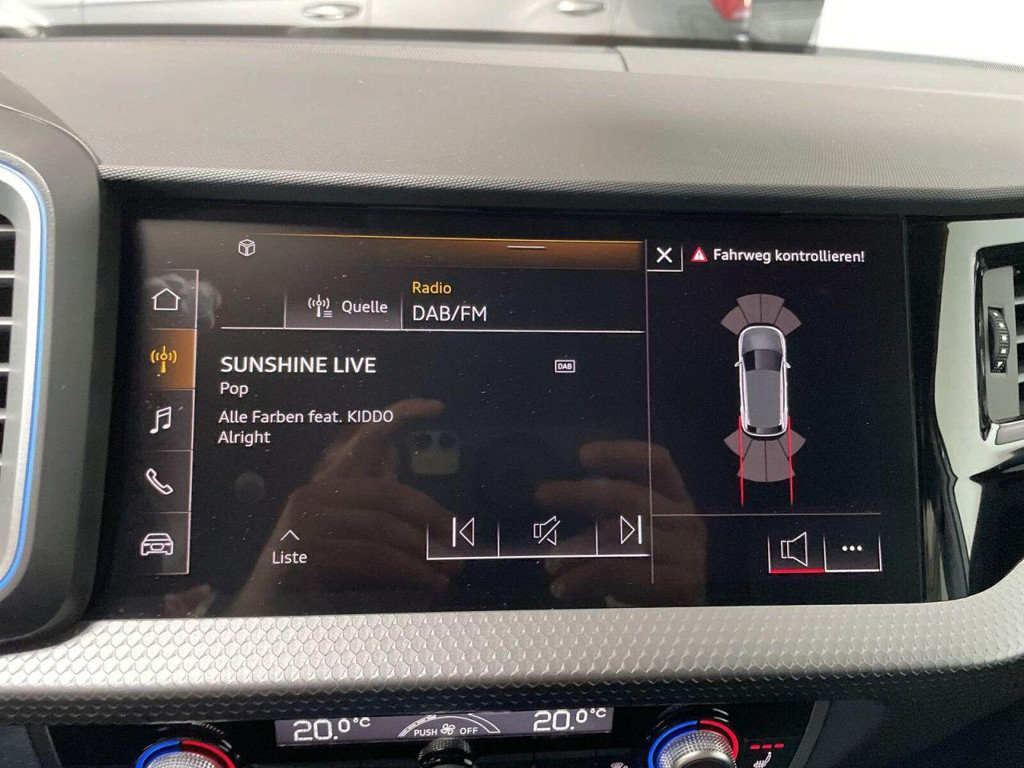 Fahrweg kontrollieren!
Radio
Quelle
DAB/FM
SUNSHINE LIVE
DAB
Pop
Alle Farben feat. KIDDO
Alright
Liste
20.0°C
PUSH OFF
20.0°C